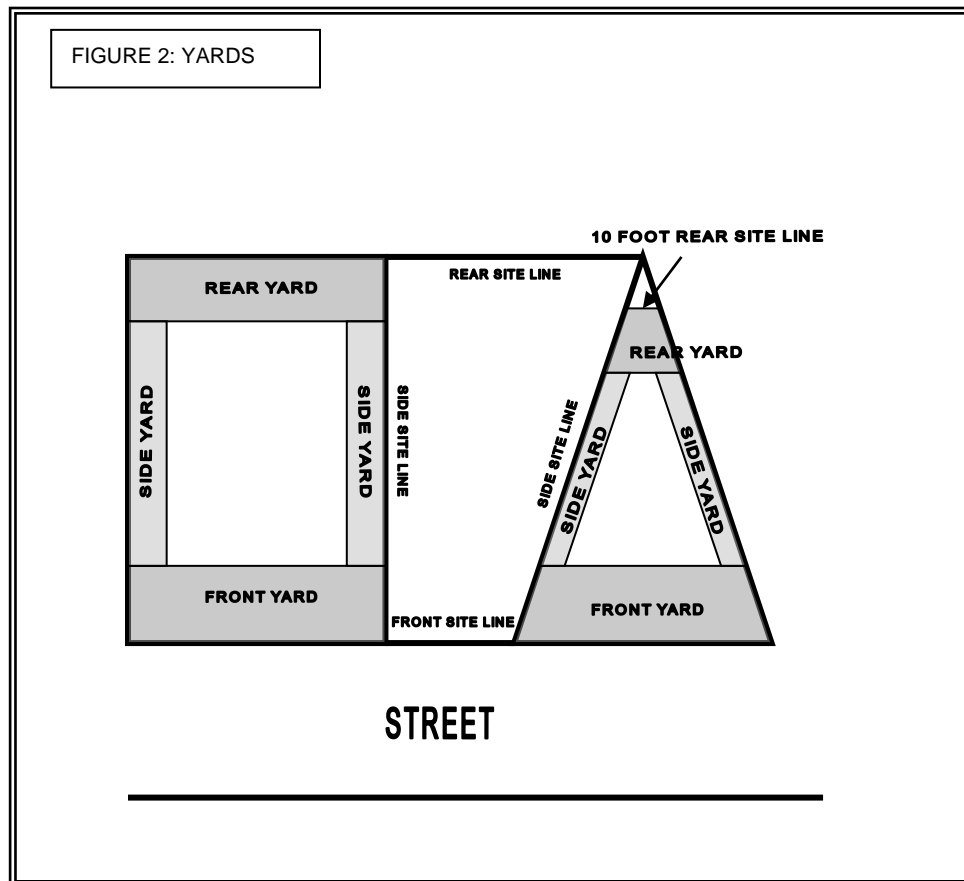 FIGURE 2: YARDS
10 FOOT REAR SITE LINE
REAR YARD
REAR SITE LINE
REAR YARD
SIDE YARD
SIDE YARD
SIDE SITE LINE
SIDE SITE LINE
SIDE YARD
SIDE YARD
FRONT YARD
FRONT SITE LINE
FRONT YARD
STREET